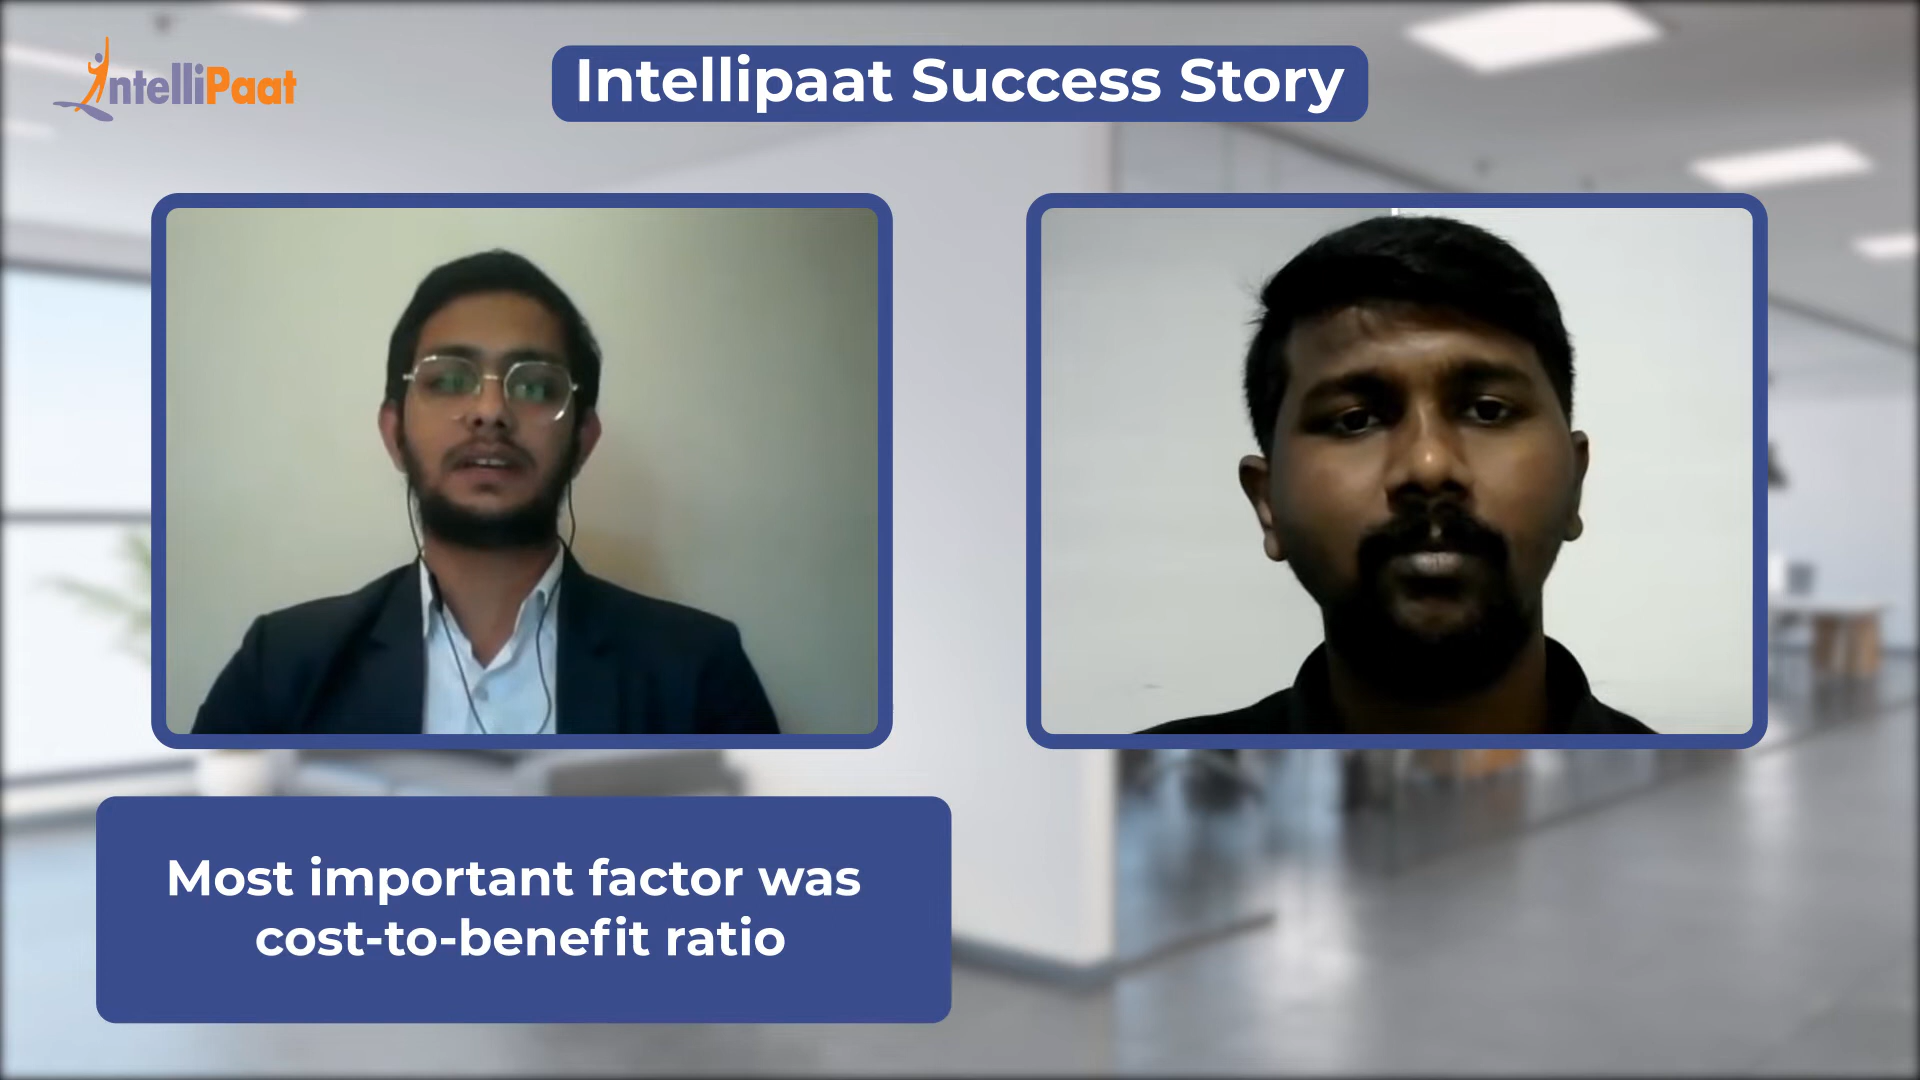 IntelliPaat
Intellipaat Success Story
Most important factor was
cost-to-benefit ratio